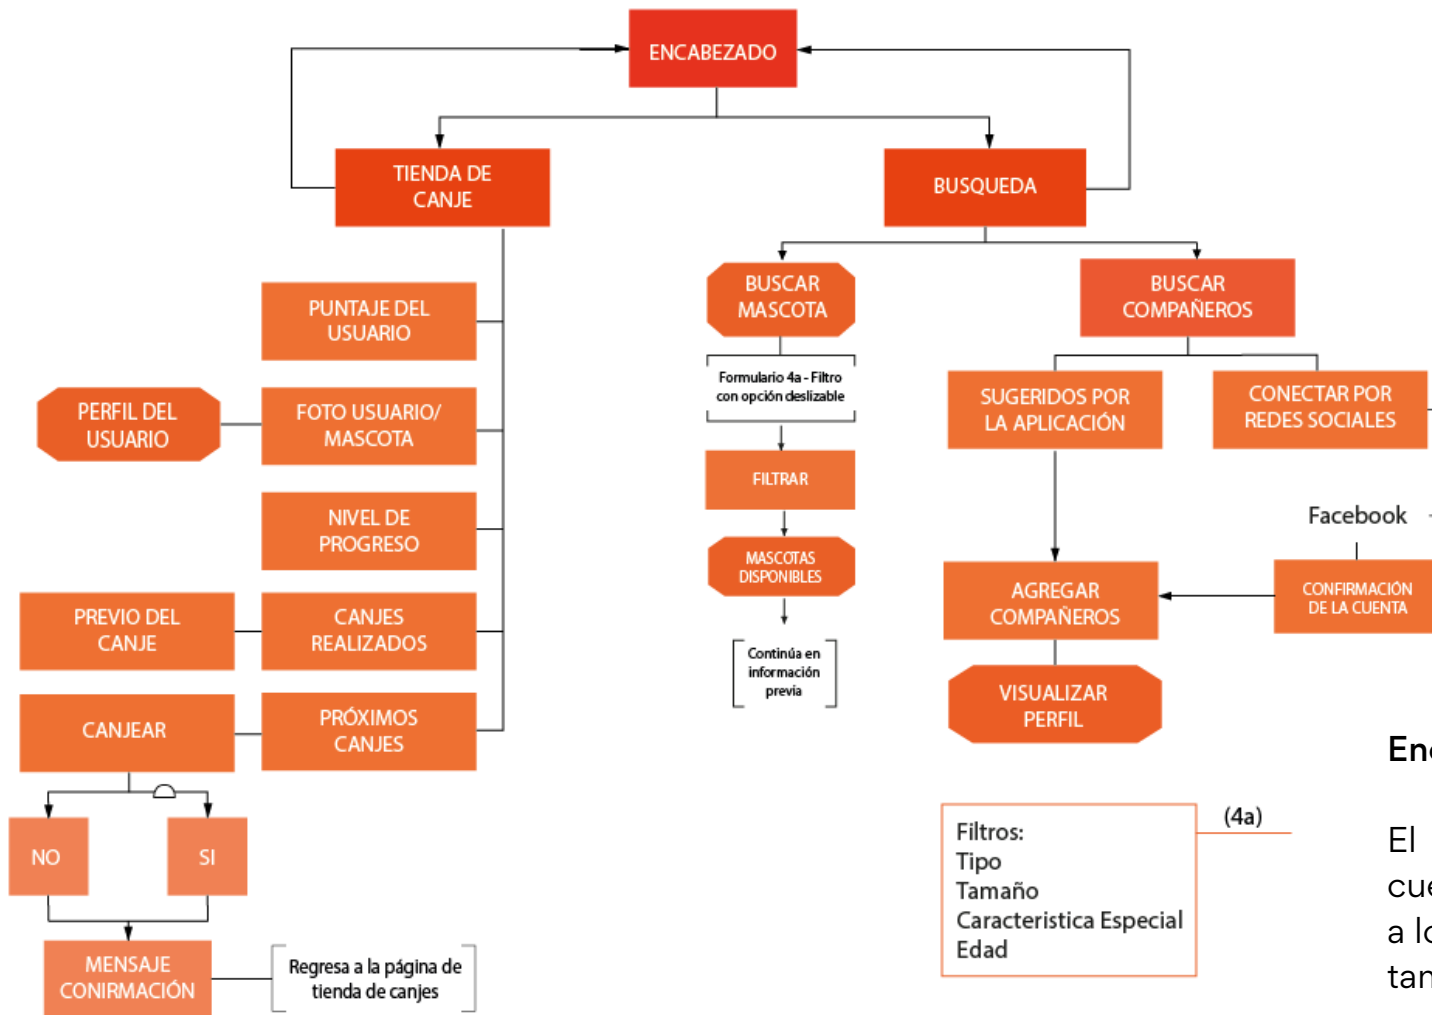 ENCABEZADO
TIENDA DE
CANJE
BUSQUEDA
PUNTAJE DEL
USUARIO
PERFIL DEL
USUARIO
FOTO USUARIO/
MASCOTA
NIVEL DE
PROGRESO
PREVIO DEL
CANJE
CANJES
REALIZADOS
CANJEAR
PRÓXIMOS
CANJES
NO
SI
MENSAJE
CONIRMACIÓN
Regresa a la página de
tienda de canjes
BUSCAR
MASCOTA
Formulario 4a - Filtro
con opción deslizable
FILTRAR
MASCOTAS
DISPONIBLES
Continúa en
información
previa
BUSCAR
COMPAÑEROS
SUGERIDOS POR
LA APLICACIÓN
CONECTAR POR
REDES SOCIALES
Facebook
CONFIRMACIÓN
DE LA CUENTA
AGREGAR
COMPAÑEROS
VISUALIZAR
PERFIL
(4a)
Filtros:
Tipo
Tamaño
Caracteristica Especial
Edad
El
a lo